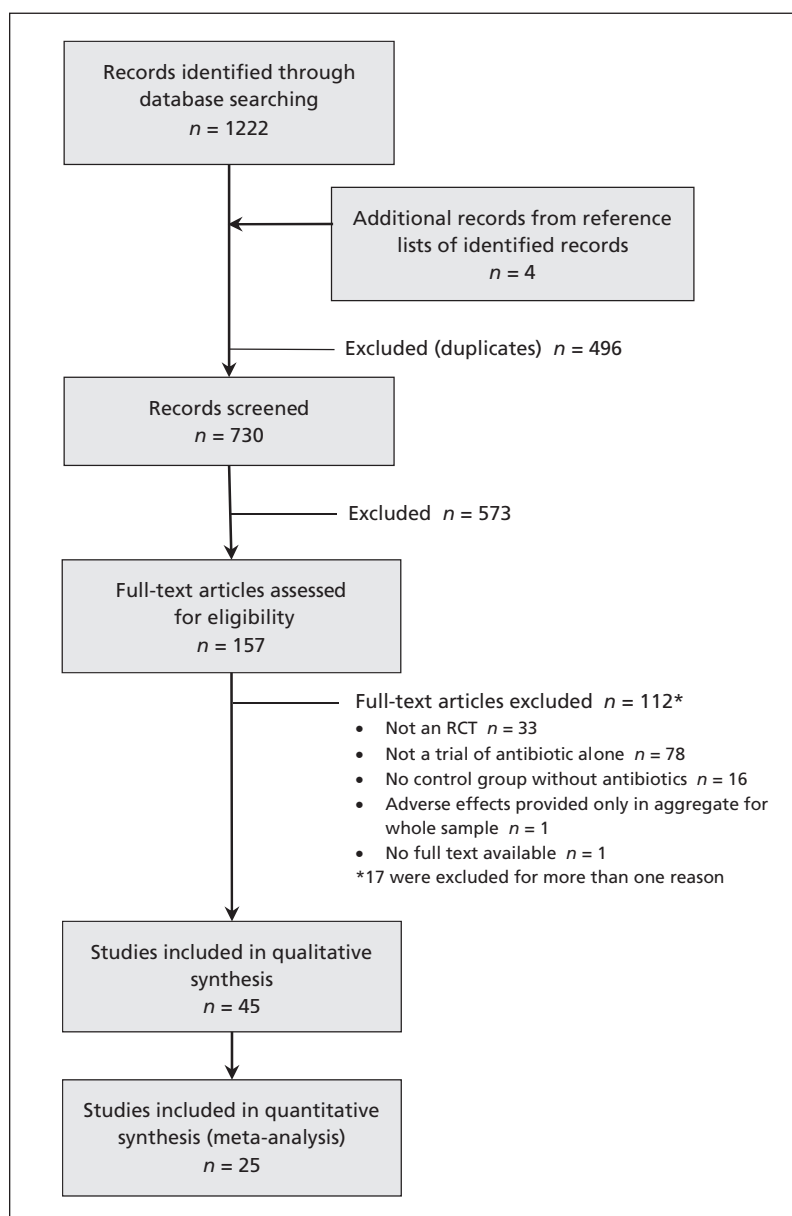 Records identified through
database searching
n = 1222
Additional records from reference
lists of identified records
n = 4
Excluded (duplicates) n = 496
Records screened
n = 730
Excluded n = 573
Full-text articles assessed
for eligibility
n = 157
Full-text articles excluded n = 112*
• Not an RCT n = 33
• Not a trial of antibiotic alone n = 78
• No control group without antibiotics n = 16
• Adverse effects provided only in aggregate for
whole sample n = 1
• No full text available n = 1
*17 were excluded for more than one reason
Studies included in qualitative
synthesis
n = 45
Studies included in quantitative
synthesis (meta-analysis)
n = 25